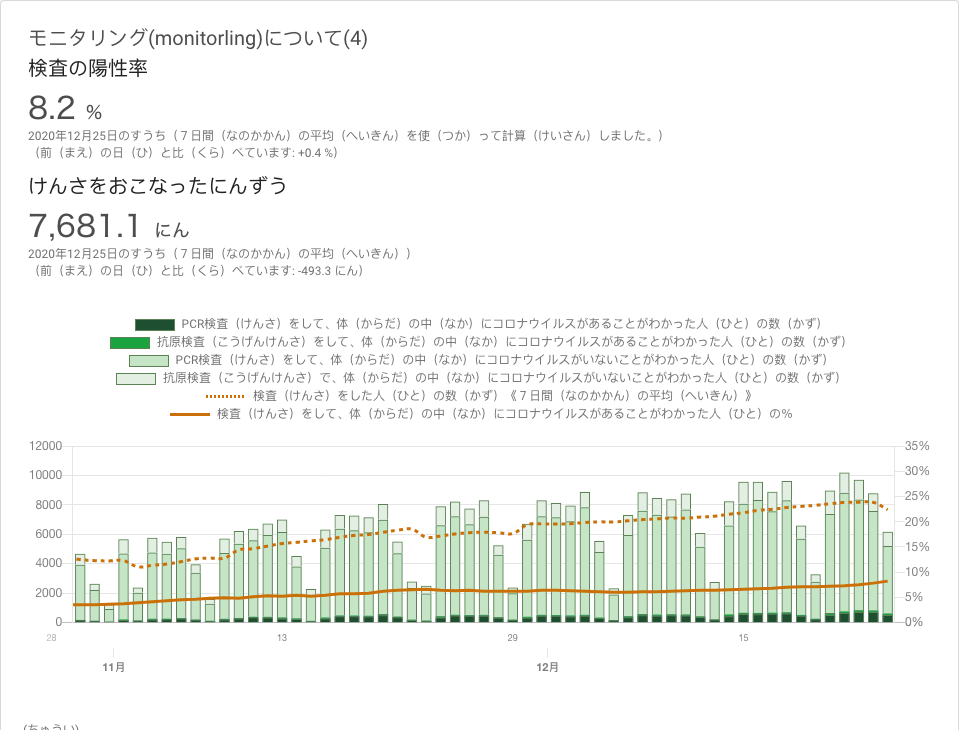 モニタリング(monitorling)について(4)
検査の陽性率
8.2 %
2020年12月25日のすうち（７日間（なのかかん）の平均（へいきん）を使（つか）って計算（けいさん）しました。）
（前（まえ）の日（ひ）と比（くら）べています: +0.4 %）
けんさをおこなったにんずう
7,681.1 にん
2020年12月25日のすうち（７日間（なのかかん）の平均（へいきん））
（前（まえ）の日（ひ）と比（くら）べています: -493.3 にん）
PCR検査（けんさ）をして、体（からだ）の中（なか）にコロナウイルスがあることがわかった人（ひと）の数（かず）
抗原検査（こうげんけんさ）をして、体（からだ）の中（なか）にコロナウイルスがあることがわかった人（ひと）の数（かず）
PCR検査（けんさ）をして、体（からだ）の中（なか）にコロナウイルスがいないことがわかった人（ひと）の数（かず）
抗原検査（こうげんけんさ）で、体（からだ）の中（なか）にコロナウイルスがいないことがわかった人（ひと）の数（かず）
検査（けんさ）をした人（ひと）の数（かず）《７日間（なのかかん）の平均（へいきん）》
検査（けんさ）をして、体（からだ）の中（なか）にコロナウイルスがあることがわかった人（ひと）の％
12000 35%
10000 30%
8000 25%
6000 20%
4000 15%
2000 10%
0 5%
0%
28 13 29 15
11月 12月
(ちゅうい)